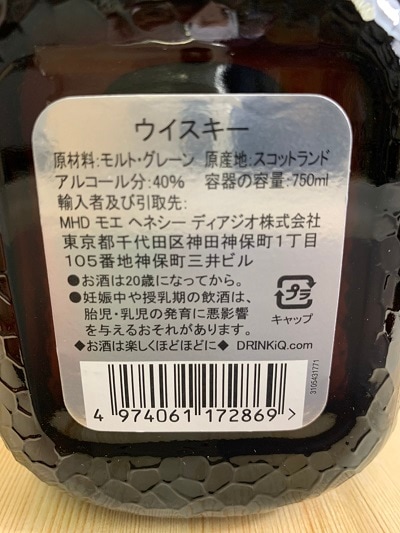 ウイスキー
原材料:モルト・グレーン 原産地:スコットランド
アルコール分:40% 容器の容量:750ml
輸入者及び引取先:
MHD モエ ヘネシー ディアジオ株式会社
東京都千代田区神田神保町1丁目
105番地神保町三井ビル
●お酒は20歳になってから。
●妊娠中や授乳期の飲酒は、
胎児・乳児の発育に悪影響
を与えるおそれがあります。
プラ
キャップ
◆お酒は楽しくほどほどに◆ DRINKiQ.com
3105431771
4 974061 172869 >